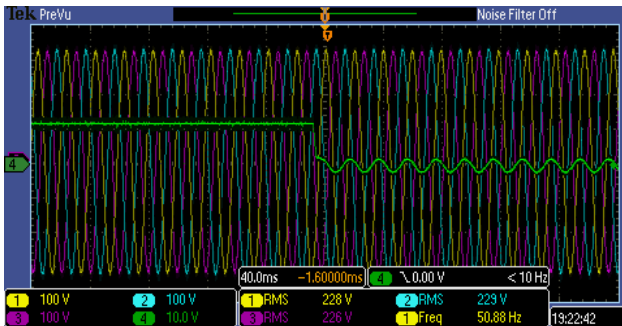 Tek PreVu Noise Filter Off
T
4
40.0ms -1.60000ms 4 \ 0.00 V < 10 Hz
1 100 V 2 100 V 1 RMS 228 V 2 RMS 229 V
3 100 V 4 10.0 V 3 RMS 226 V 1 Freq 50.88 Hz 19:22:42